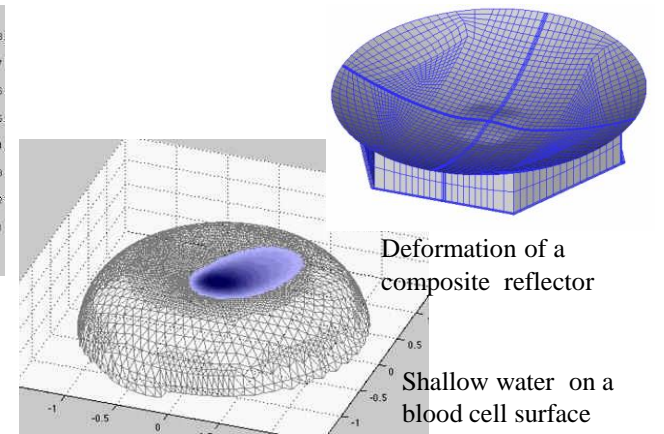 Deformation of a
composite reflector
Shallow water on a
blood cell surface
0.5
0
-0.5
-1
-1
-0.5
0